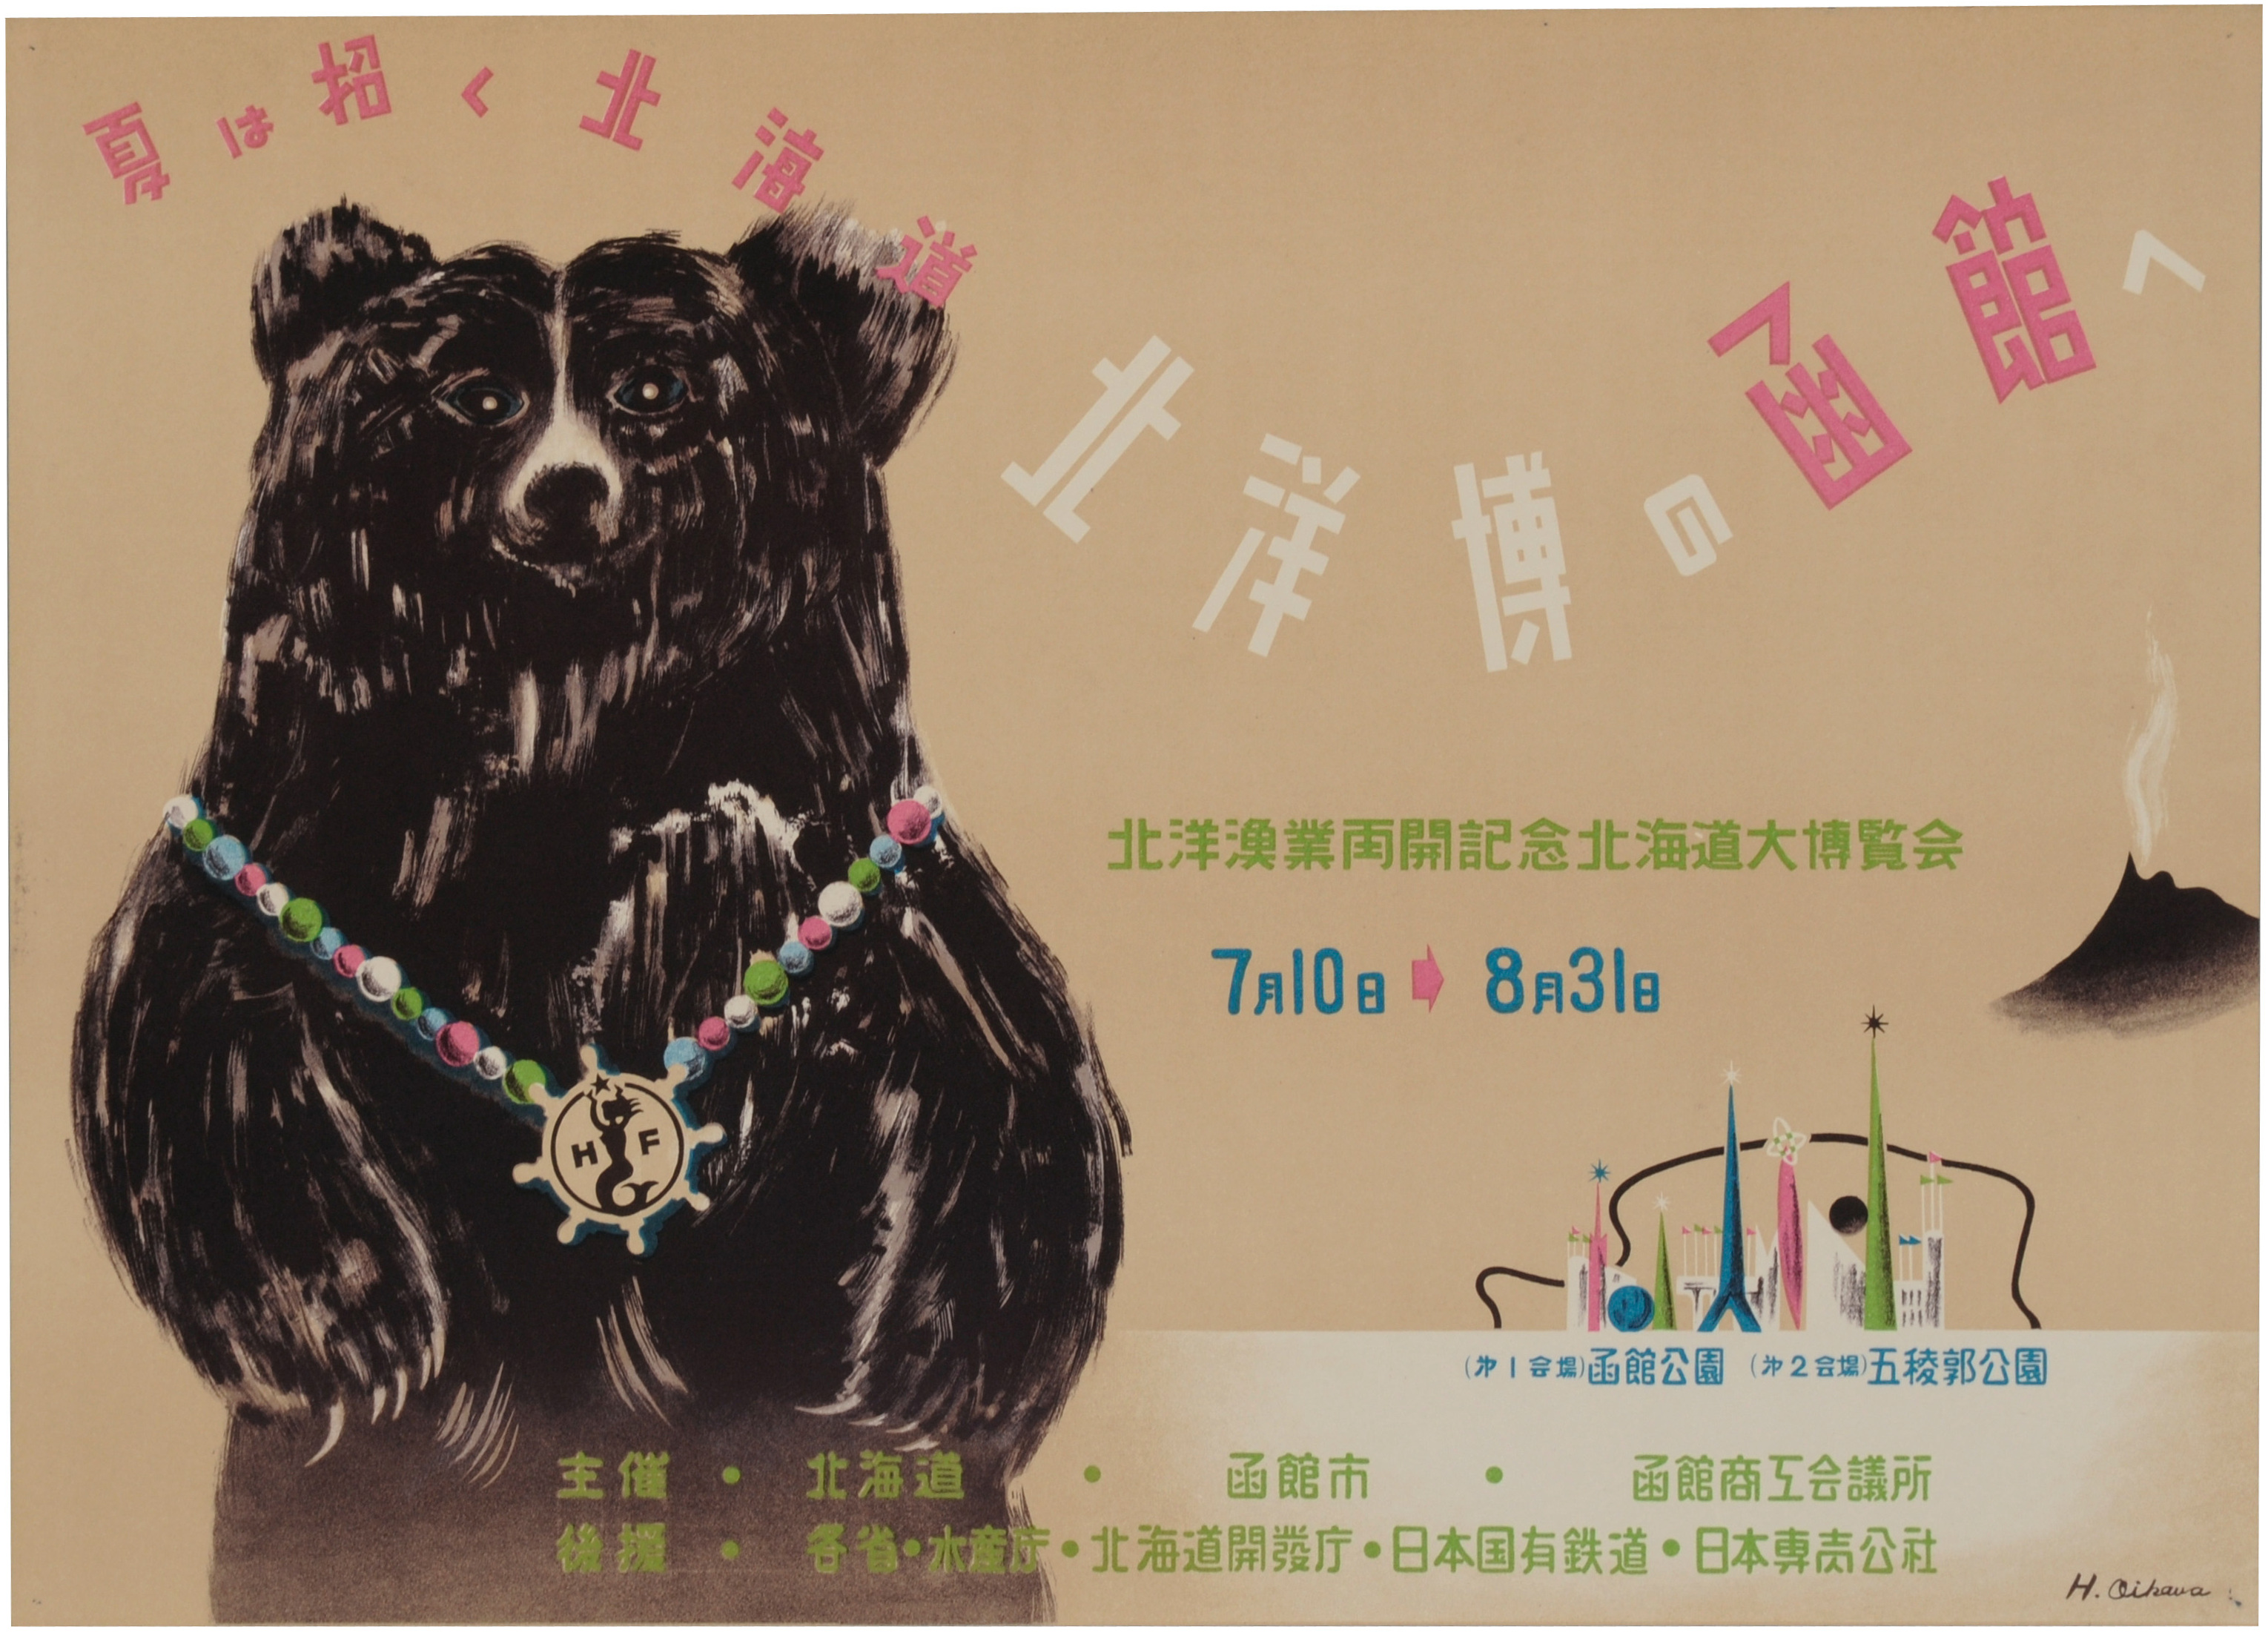 夏は招く北海道
北洋博の函館へ
北洋漁業再開記念北海道大博覧会
7月10日➡8月31日
H F
(㐧1会場)函館公園 (㐧2会場)五稜郭公園
主催・北海道・函館市・函館商工会議所
後援・各省・水産庁・北海道開発庁・日本国有鉄道・日本専売公社
H. Oikawa